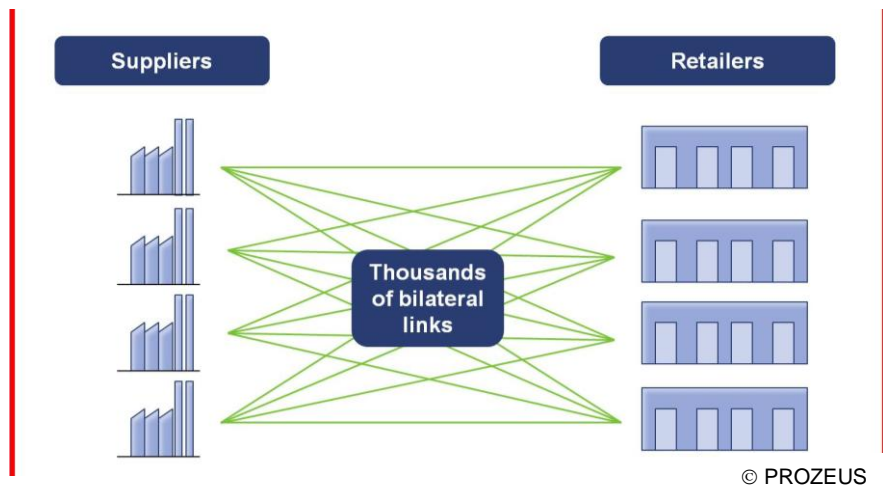 Suppliers
Retailers
Thousands
of bilateral
links
© PROZEUS